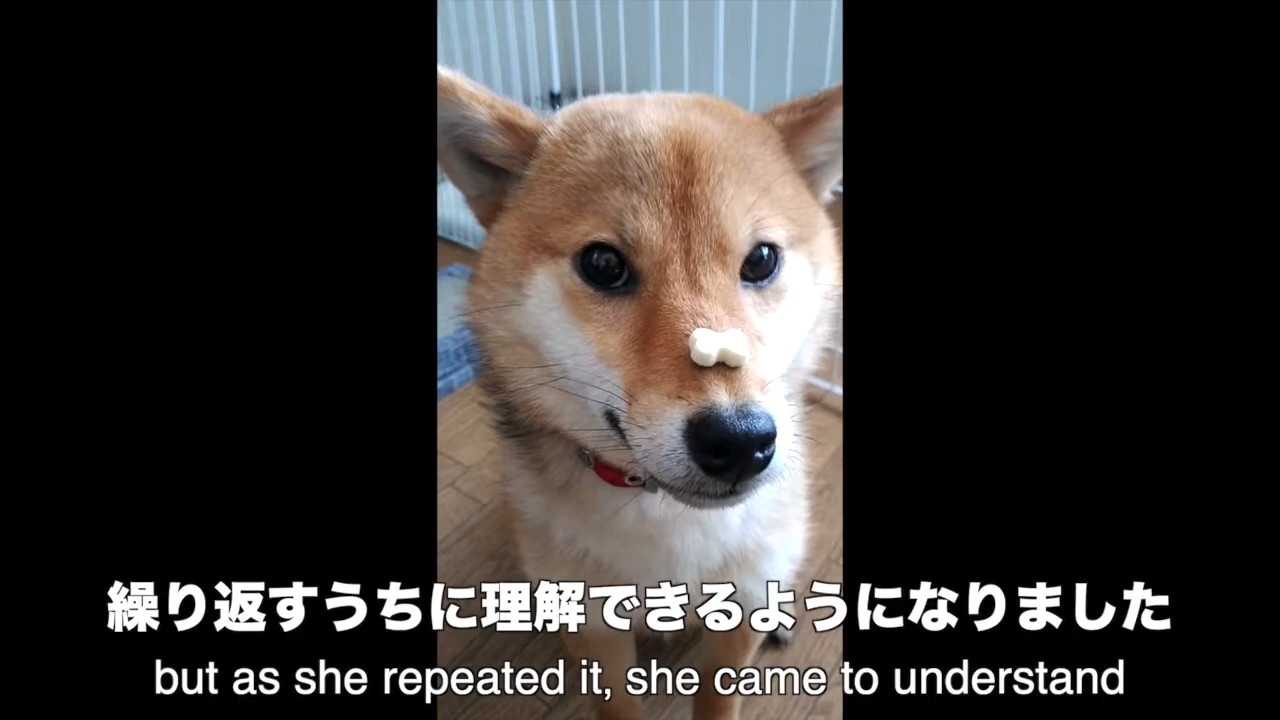 繰り返すうちに理解できるようになりました
but as she repeated it, she came to understand